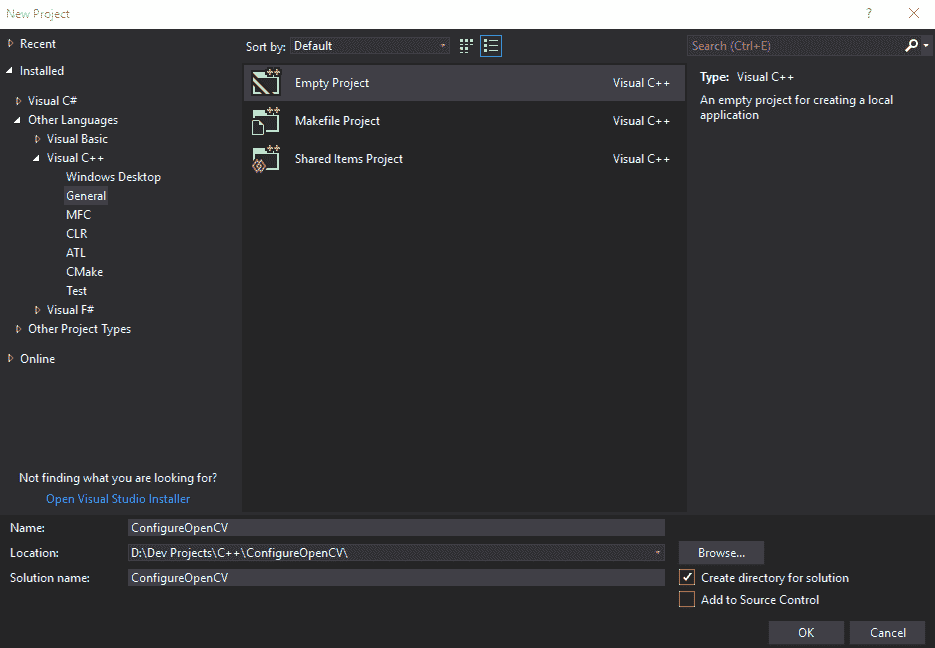 New Project
?
Recent
Installed
Visual C#
Other Languages
Visual Basic
Visual C++
Windows Desktop
General
MFC
CLR
ATL
CMake
Test
Visual F#
Other Project Types
Online
Not finding what you are looking for?
Open Visual Studio Installer
Sort by: Default
Empty Project Visual C++
Makefile Project Visual C++
Shared Items Project Visual C++
Search (Ctrl+E)
Type: Visual C++
An empty project for creating a local
application
Name: ConfigureOpenCV
Location: D:\Dev Projects\C++\ConfigureOpenCV\
Browse...
Solution name: ConfigureOpenCV
Create directory for solution
Add to Source Control
OK Cancel